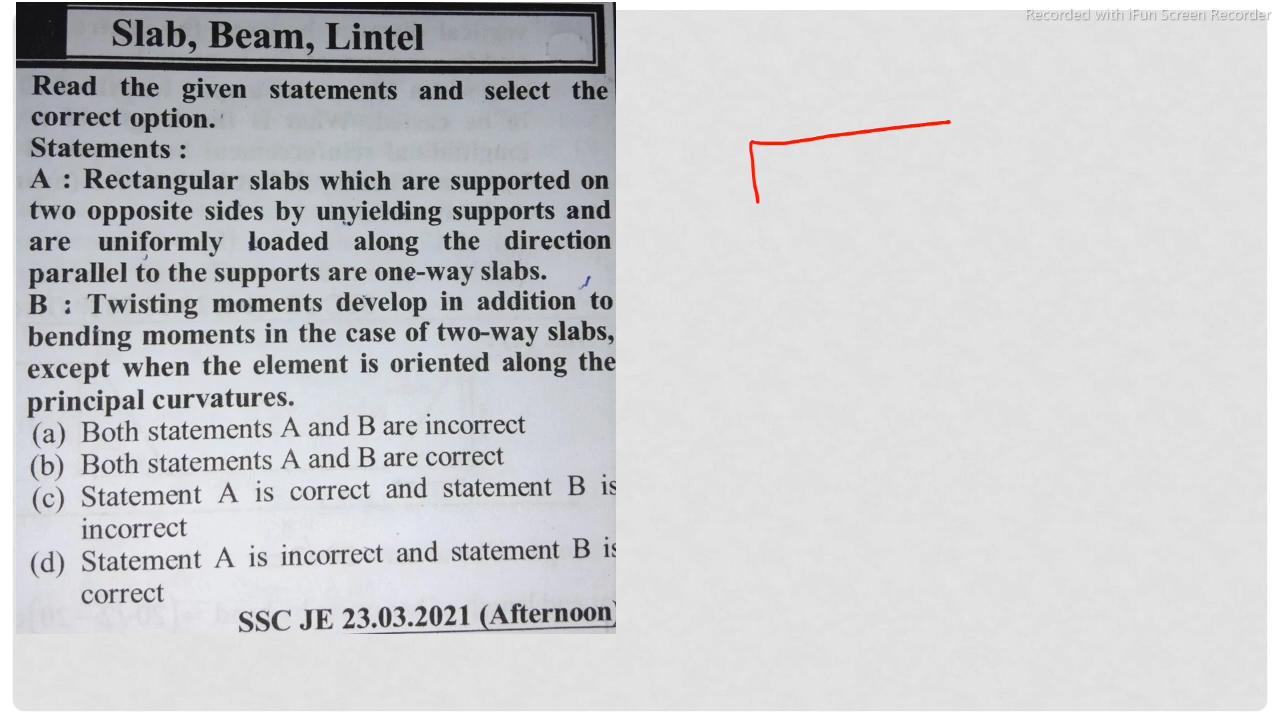 Recorded with iFun Screen Recorder
Slab, Beam, Lintel
Read the given statements and select the
correct option.
Statements :
A : Rectangular slabs which are supported on
two opposite sides by unyielding supports and
are uniformly loaded along the direction
parallel to the supports are one-way slabs.
B : Twisting moments develop in addition to
bending moments in the case of two-way slabs,
except when the element is oriented along the
principal curvatures.
(a) Both statements A and B are incorrect
(b) Both statements A and B are correct
(c) Statement A is correct and statement B is
incorrect
(d) Statement A is incorrect and statement B is
correct
SSC JE 23.03.2021 (Afternoon)